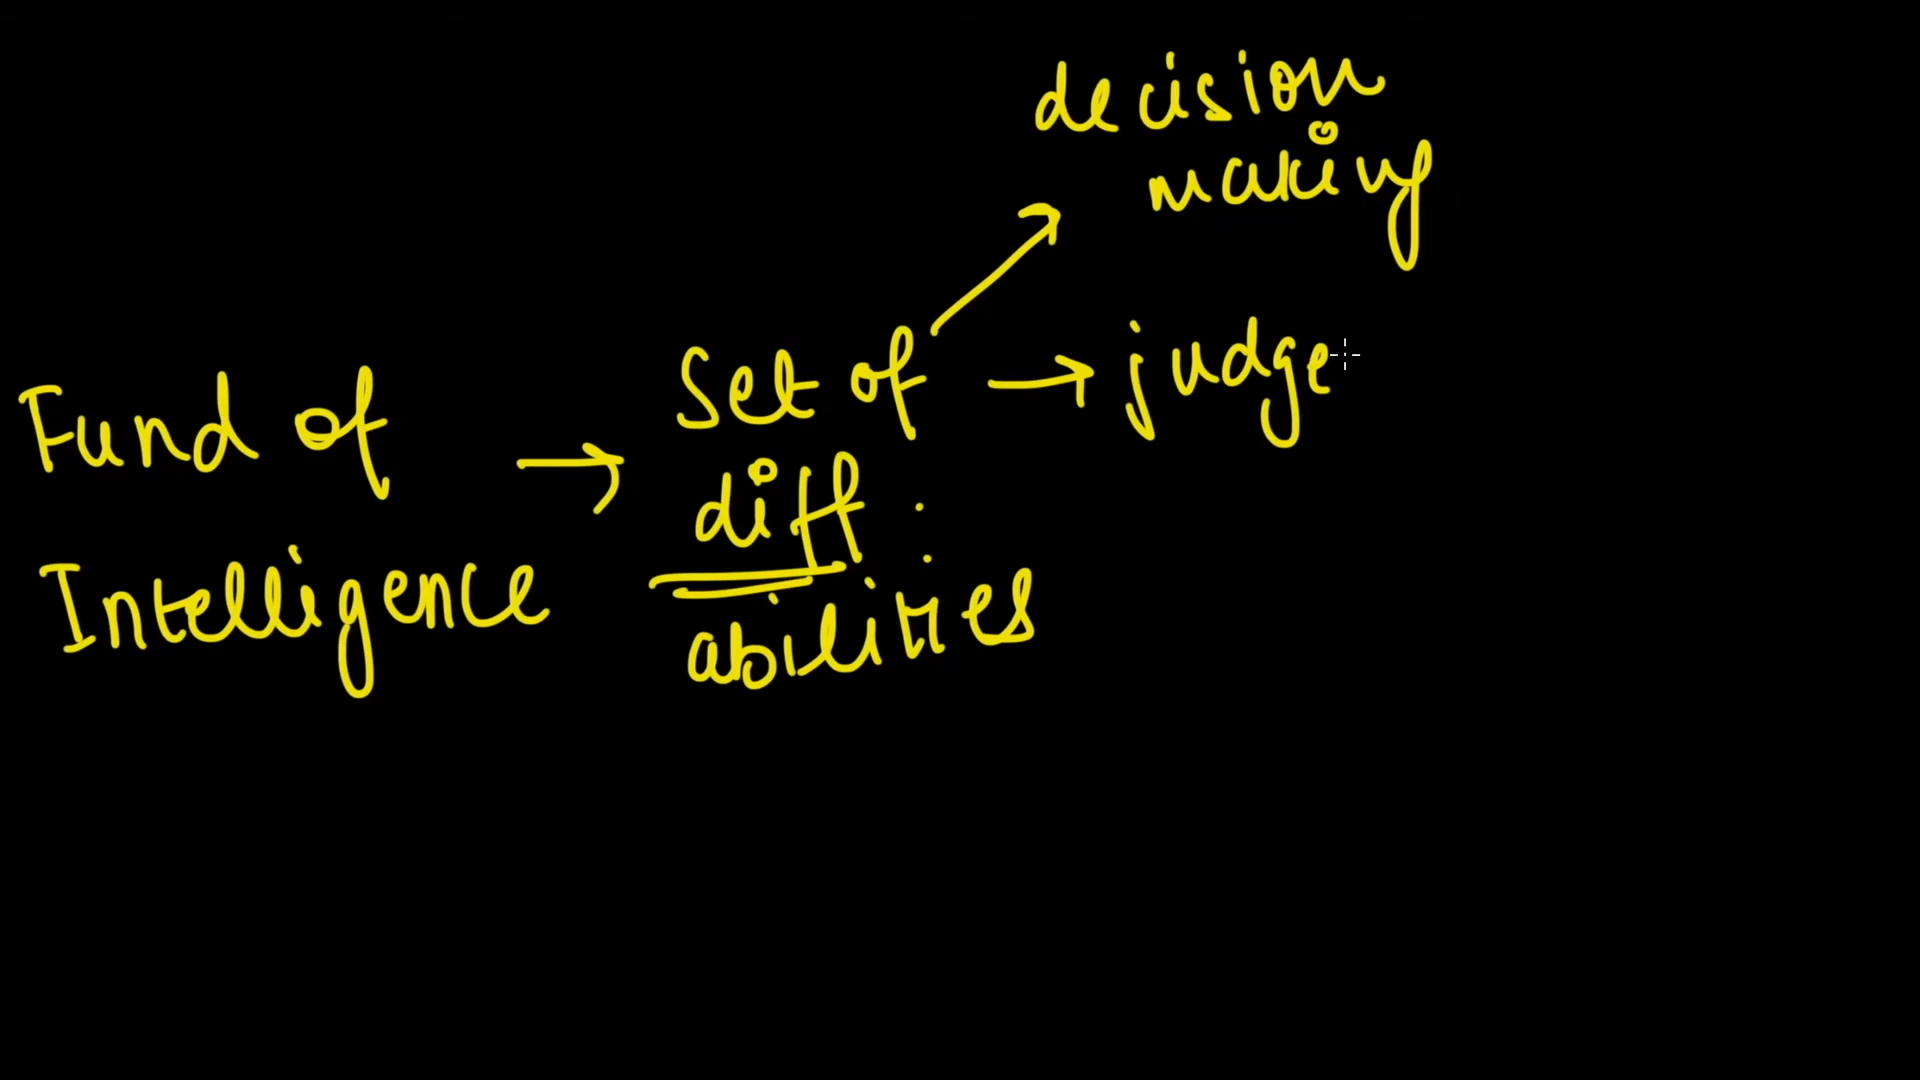 decision
making
Set of → judge
Fund of →
diff :
Intelligence
abilities